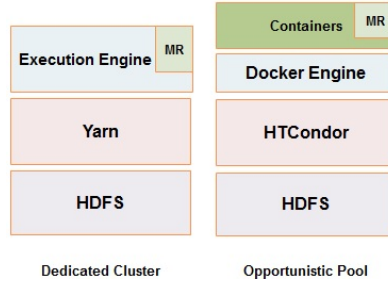 Execution Engine
MR
Yarn
HDFS
Dedicated Cluster
Containers
MR
Docker Engine
HTCondor
HDFS
Opportunistic Pool